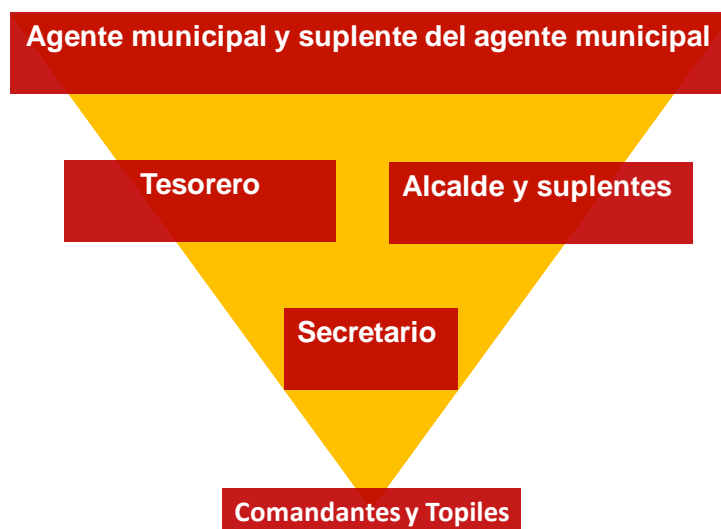 Agente municipal y suplente del agente municipal
Tesorero
Alcalde y suplentes
Secretario
Comandantes y Topiles